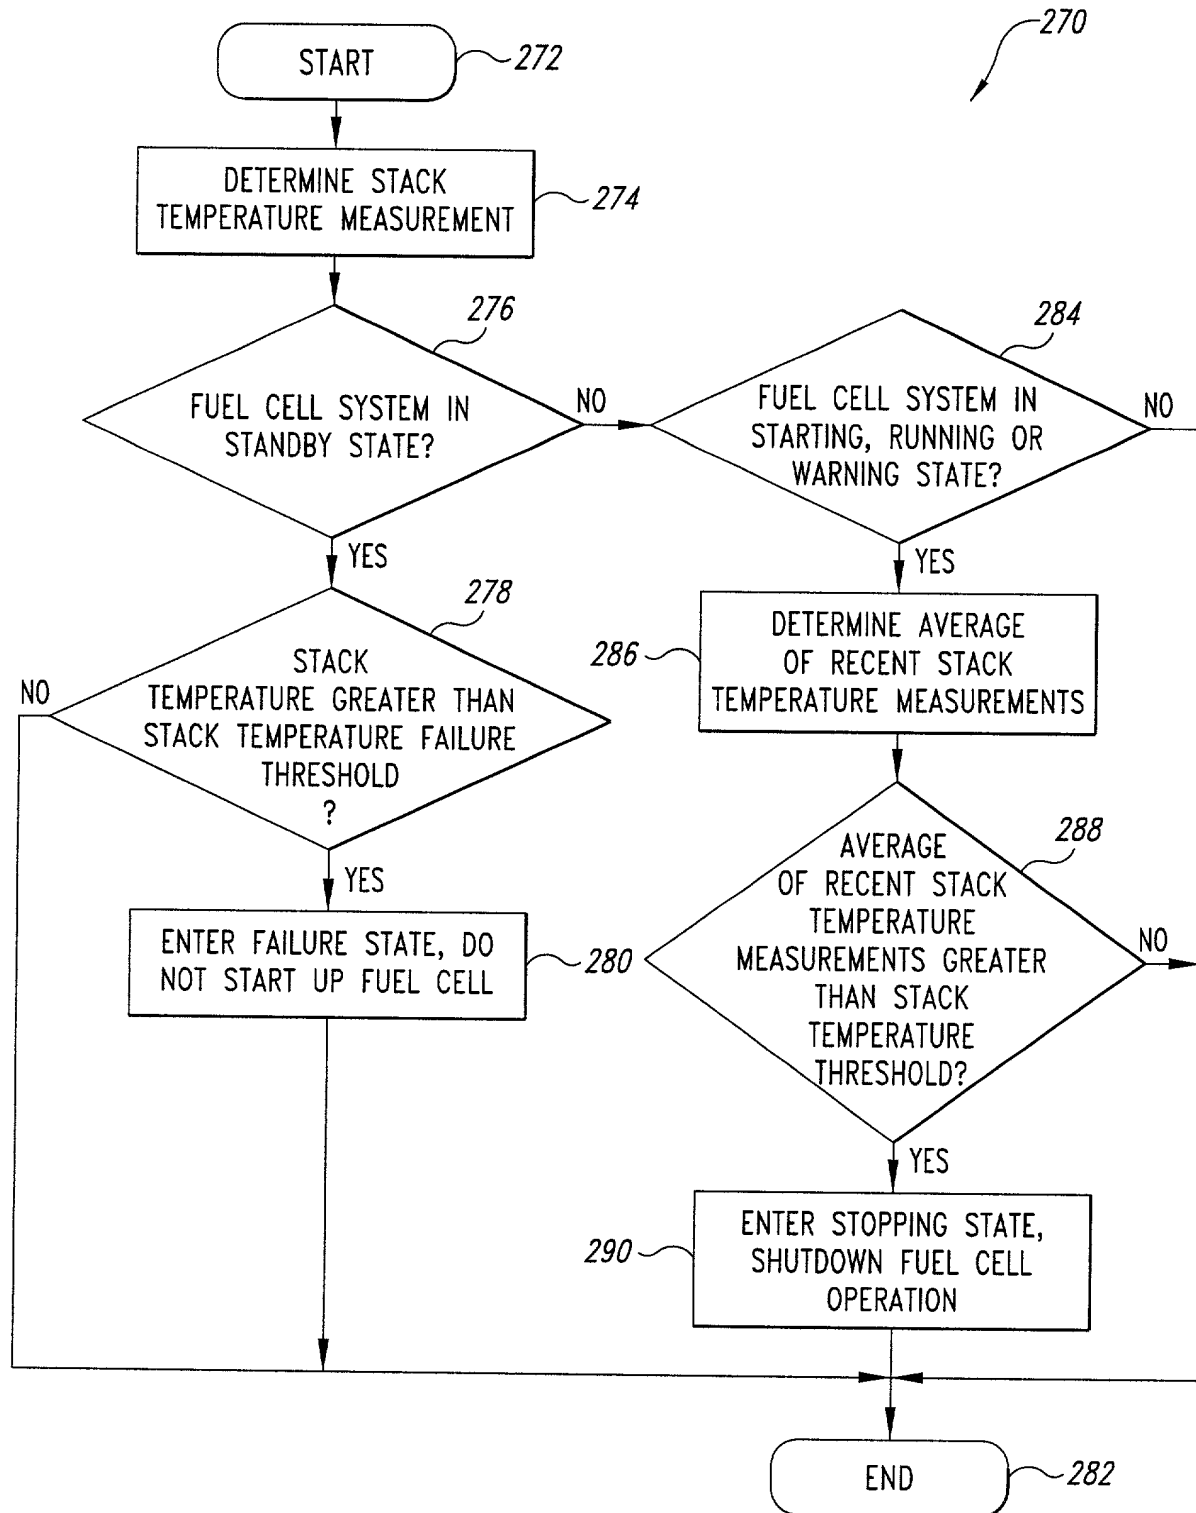 270
START
272
DETERMINE STACK
TEMPERATURE MEASUREMENT
274
276
FUEL CELL SYSTEM IN
STANDBY STATE?
NO
284
FUEL CELL SYSTEM IN
STARTING, RUNNING OR
WARNING STATE?
NO
YES
278
STACK
TEMPERATURE GREATER THAN
STACK TEMPERATURE FAILURE
THRESHOLD
?
NO
YES
ENTER FAILURE STATE, DO
NOT START UP FUEL CELL
280
YES
286
DETERMINE AVERAGE
OF RECENT STACK
TEMPERATURE MEASUREMENTS
288
AVERAGE
OF RECENT STACK
TEMPERATURE
MEASUREMENTS GREATER
THAN STACK
TEMPERATURE
THRESHOLD?
NO
YES
290
ENTER STOPPING STATE,
SHUTDOWN FUEL CELL
OPERATION
END
282